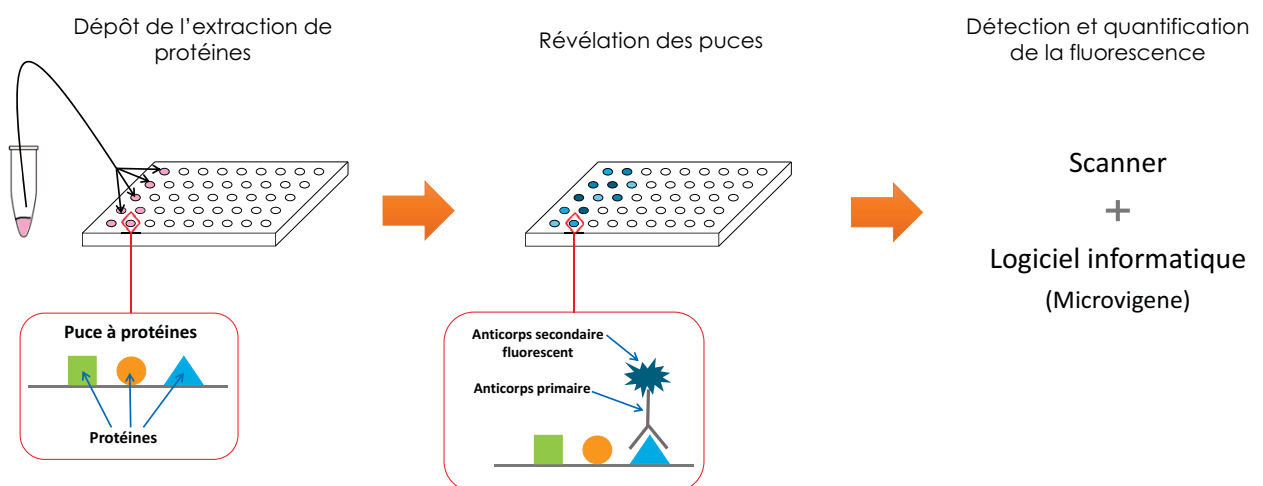 Dépôt de l’extraction de
protéines
Révélation des puces
Détection et quantification
de la fluorescence
Scanner
+
Logiciel informatique
(Microvigene)
Puce à protéines
Protéines
Anticorps secondaire
fluorescent
Anticorps primaire